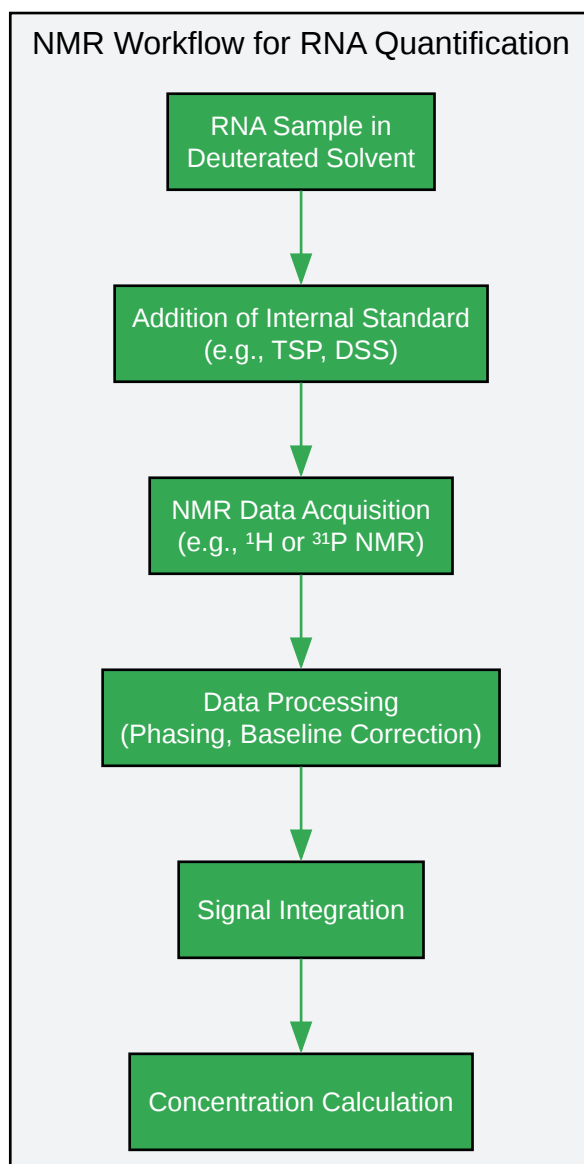 NMR Workflow for RNA Quantification
RNA Sample in
Deuterated Solvent
Addition of Internal Standard
(e.g., TSP, DSS)
NMR Data Acquisition
(e.g., ¹H or ³¹P NMR)
Data Processing
(Phasing, Baseline Correction)
Signal Integration
Concentration Calculation